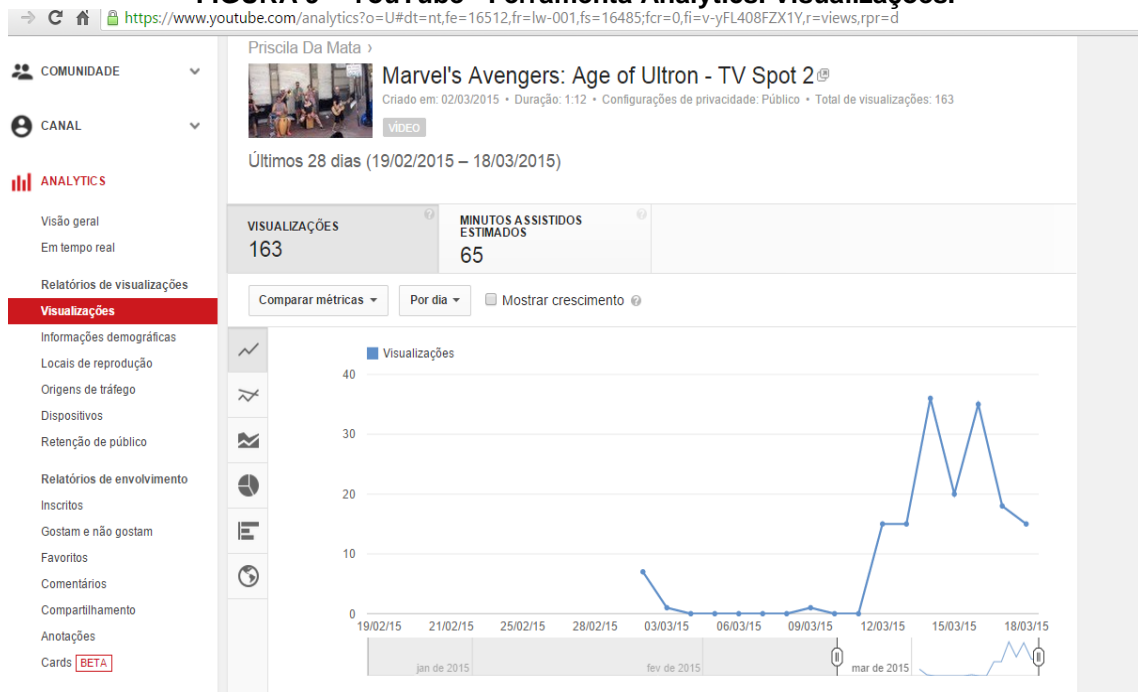 FIGURA 9 - YouTube - Ferramenta Analytics: Visualizações.
https://www.youtube.com/analytics?o=U#dt=nt,fe=16512,fr=lw-001,fs=16485;fcr=0,fi=v-yFL408FZX1Y,r=views,rpr=d
COMUNIDADE
CANAL
ANALYTICS
Visão geral
Em tempo real
Relatórios de visualizações
Visualizações
Informações demográficas
Locais de reprodução
Origens de tráfego
Dispositivos
Retenção de público
Relatórios de envolvimento
Inscritos
Gostam e não gostam
Favoritos
Comentários
Compartilhamento
Anotações
Cards BETA
Priscila Da Mata ›
Marvel's Avengers: Age of Ultron - TV Spot 2
Criado em: 02/03/2015 • Duração: 1:12 • Configurações de privacidade: Público • Total de visualizações: 163
VÍDEO
Últimos 28 dias (19/02/2015 – 18/03/2015)
VISUALIZAÇÕES
163
MINUTOS ASSISTIDOS
ESTIMADOS
65
Comparar métricas Por dia Mostrar crescimento ?
Visualizações
40
30
20
10
0
19/02/15 21/02/15 25/02/15 28/02/15 03/03/15 06/03/15 09/03/15 12/03/15 15/03/15 18/03/15
jan de 2015 fev de 2015 mar de 2015